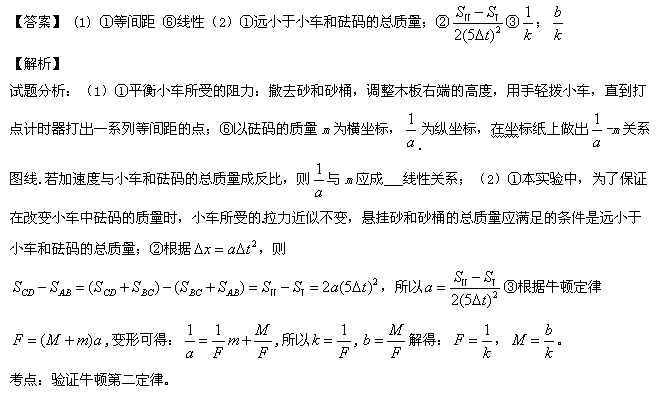 【答案】（1）①等间距 ⑥线性（2）①远小于小车和砝码的总质量；②$\frac{S_{Ⅱ}-S_{Ⅰ}}{2(5\Delta t)^2}$③$\frac{1}{k}$；$\frac{b}{k}$
【解析】
试题分析：（1）①平衡小车所受的阻力：撤去砂和砂桶，调整木板右端的高度，用手轻拨小车，直到打
点计时器打出一系列等间距的点；⑥以砝码的质量 m 为横坐标，$\frac{1}{a}$为纵坐标，在坐标纸上做出$\frac{1}{a}$-m关系
图线.若加速度与小车和砝码的总质量成反比，则$\frac{1}{a}$与 m 应成___线性关系；（2）①本实验中，为了保证
在改变小车中砝码的质量时，小车所受的拉力近似不变，悬挂砂和砂桶的总质量应满足的条件是远小于
小车和砝码的总质量；②根据$\Delta x=a\Delta t^2$，则
$S_{CD}-S_{AB}=(S_{CD}+S_{BC})-(S_{BC}+S_{AB})=S_{Ⅱ}-S_{Ⅰ}=2a(5\Delta t)^2$，所以$a=\frac{S_{Ⅱ}-S_{Ⅰ}}{2(5\Delta t)^2}$③根据牛顿定律
$F=(M+m)a$,变形可得：$\frac{1}{a}=\frac{1}{F}m+\frac{M}{F}$,所以$k=\frac{1}{F}$,$b=\frac{M}{F}$解得：$F=\frac{1}{k}$，$M=\frac{b}{k}$。
考点：验证牛顿第二定律。